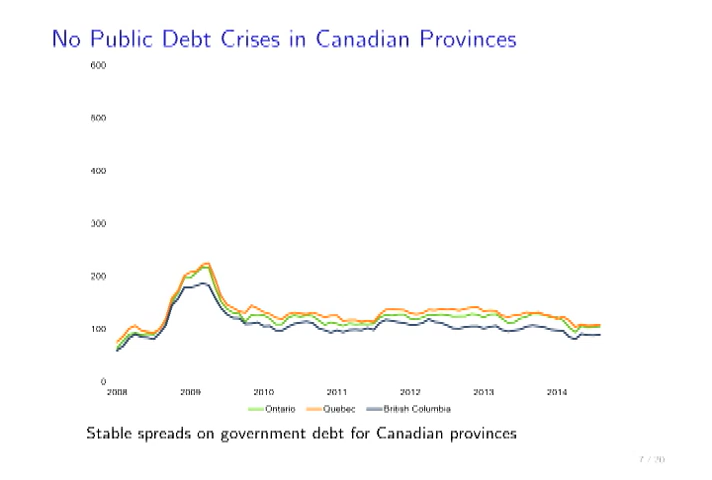 No Public Debt Crises in Canadian Provinces
600
500
400
300
200
100
0
2008 2009 2010 2011 2012 2013 2014
Ontario Quebec British Columbia
Stable spreads on government debt for Canadian provinces
7 / 20